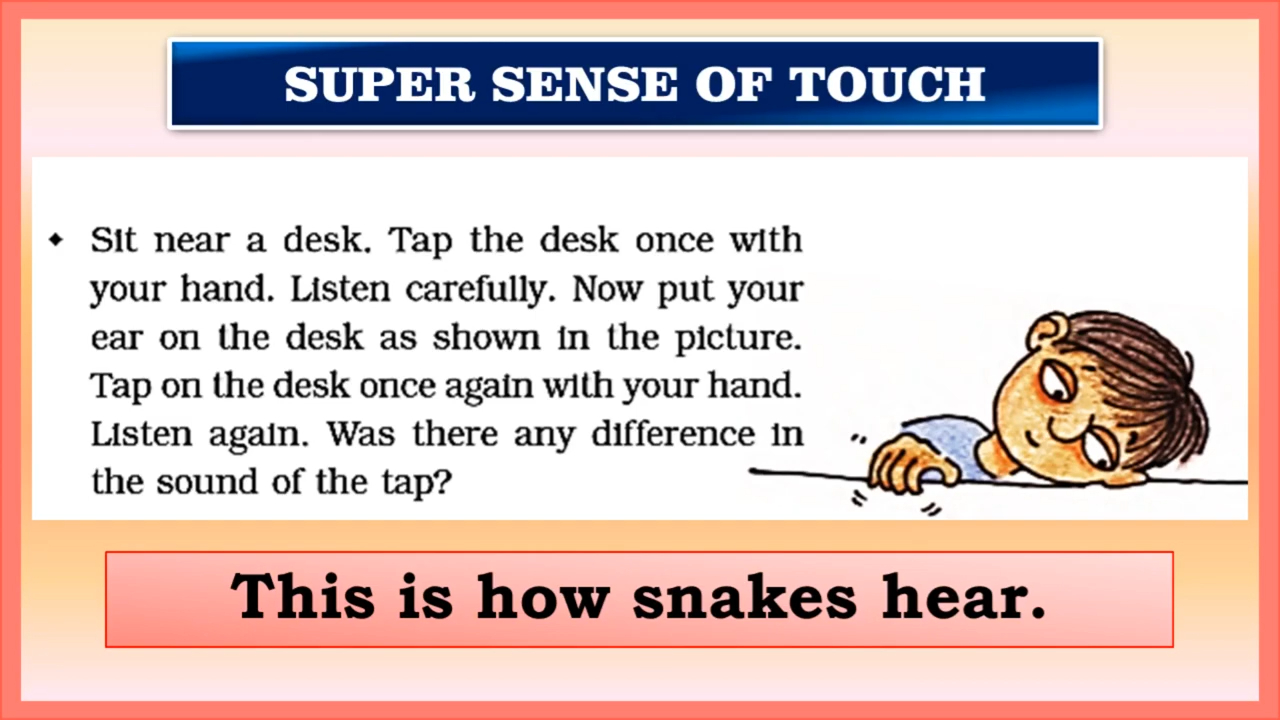 SUPER SENSE OF TOUCH
◆ Sit near a desk. Tap the desk once with
your hand. Listen carefully. Now put your
ear on the desk as shown in the picture.
Tap on the desk once again with your hand.
Listen again. Was there any difference in
the sound of the tap?
This is how snakes hear.